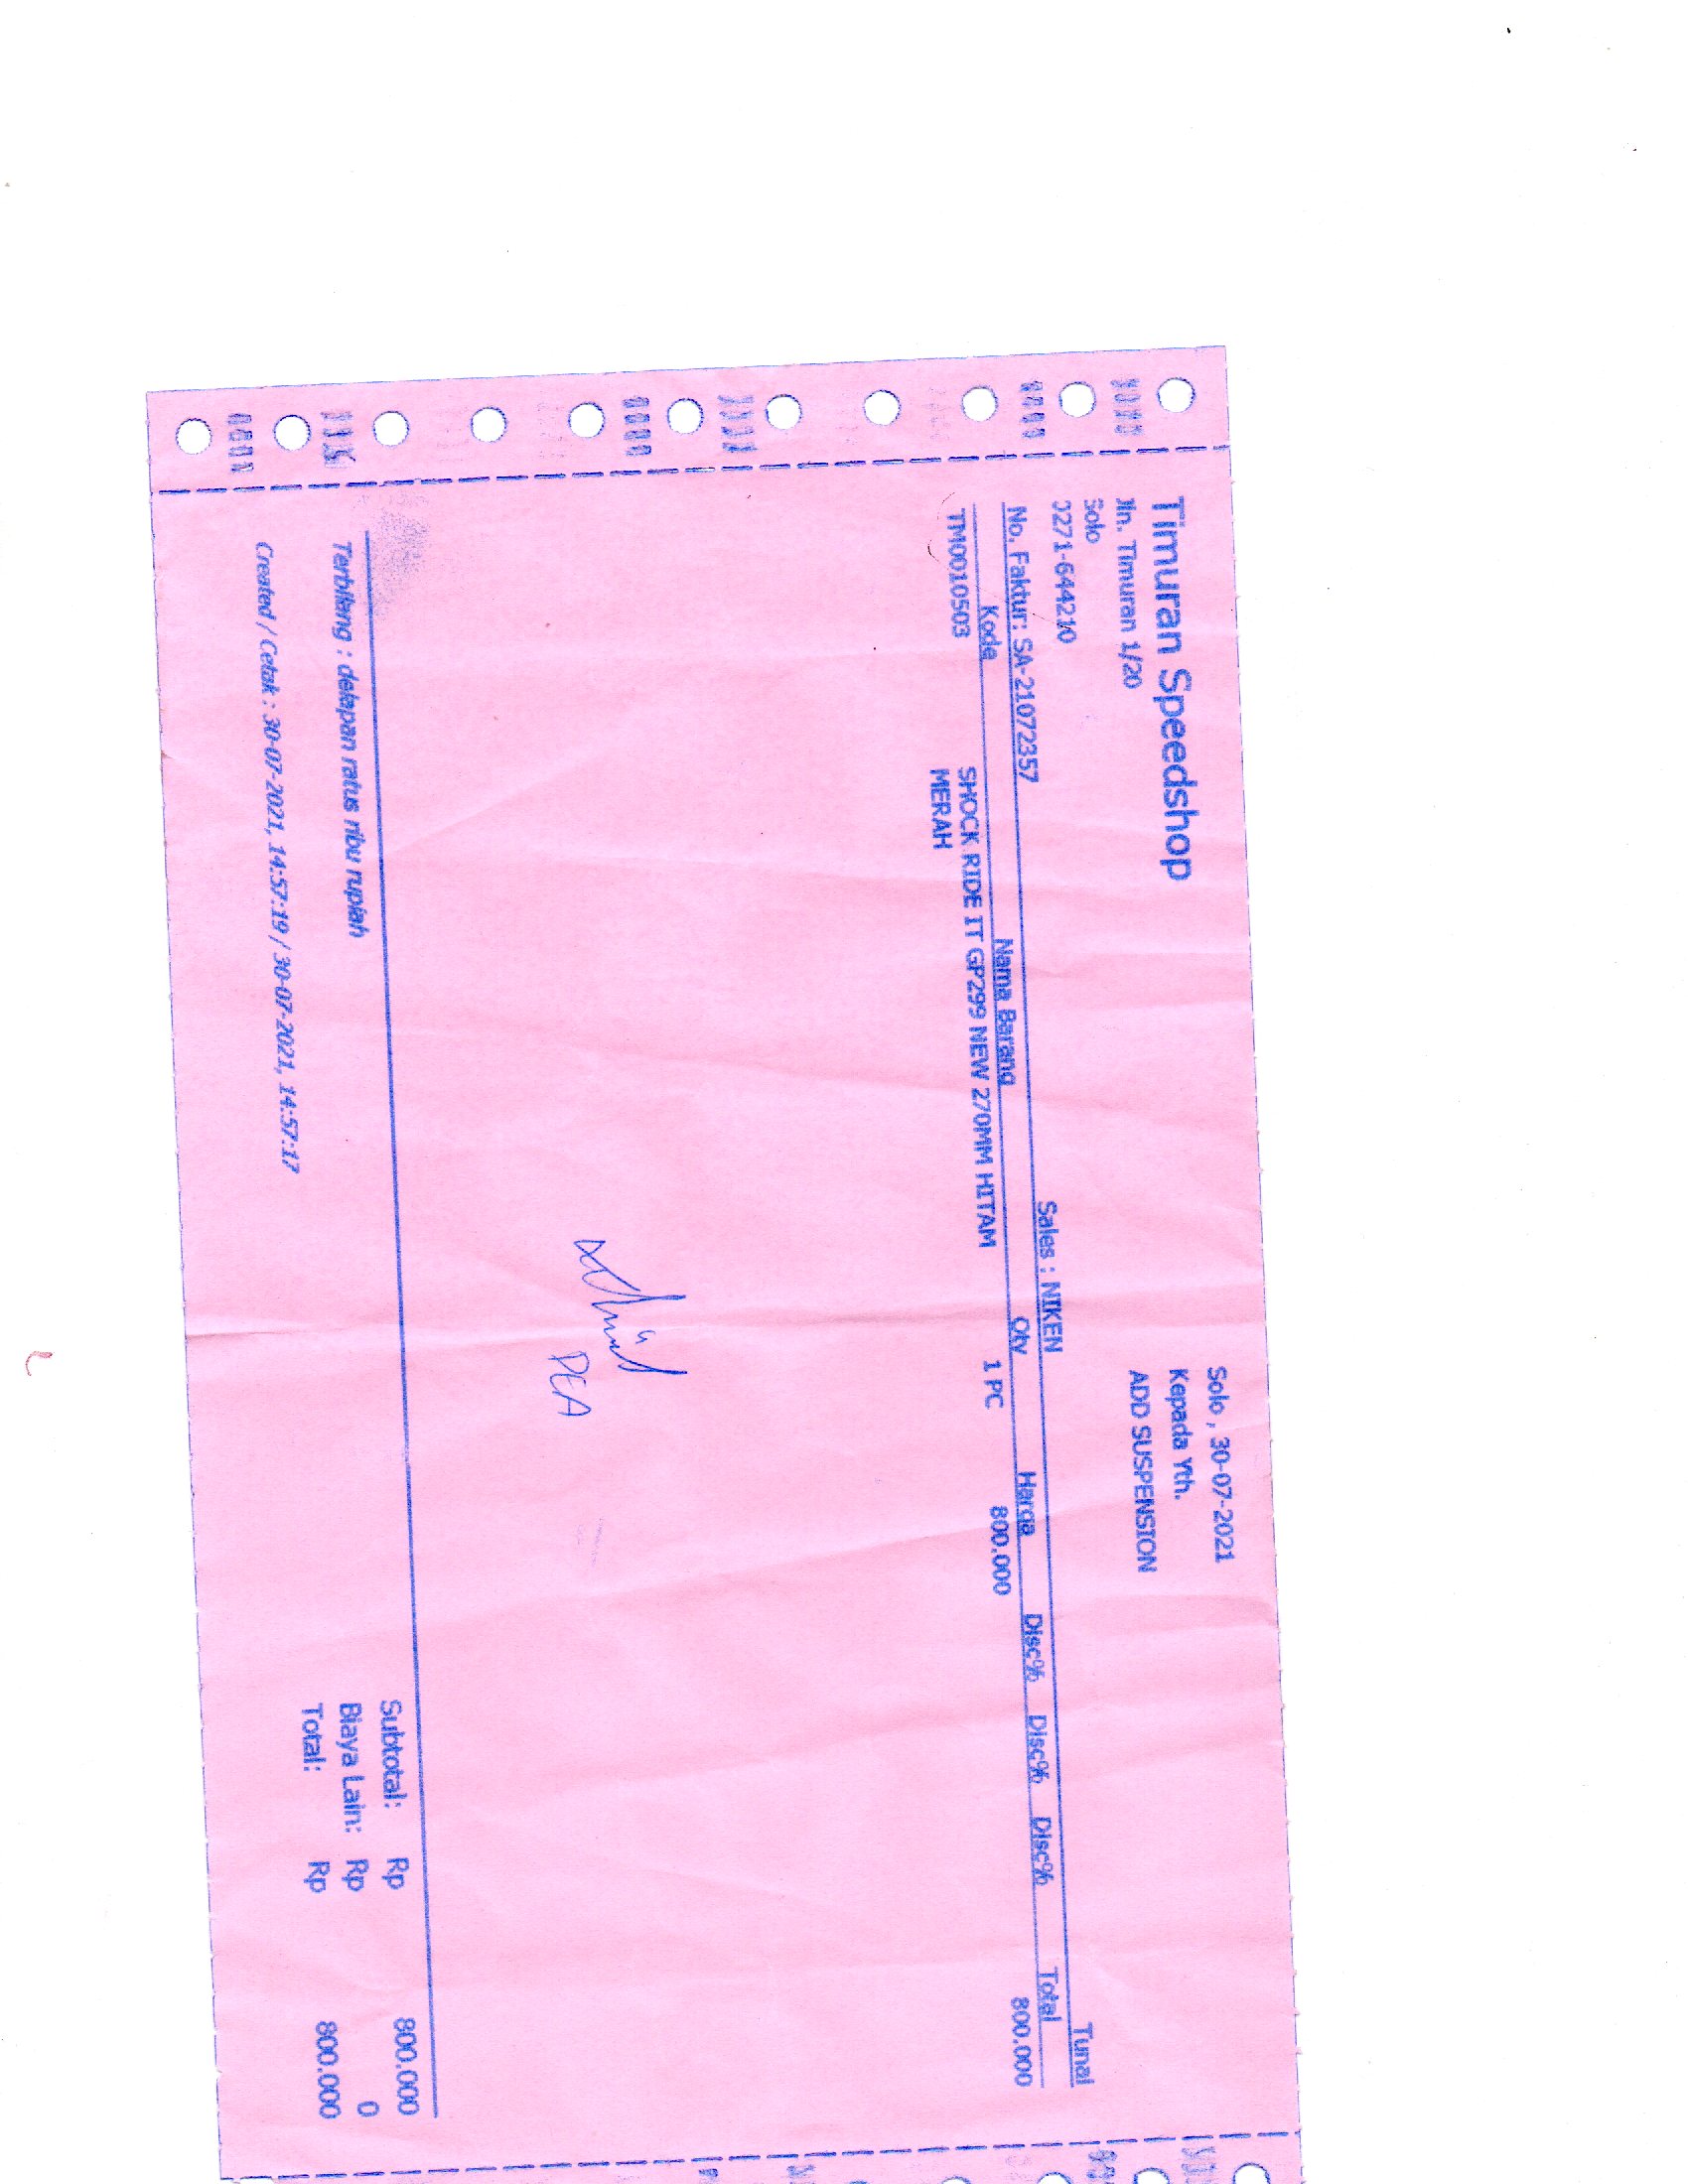 Timuran Speedshop
Jln. Timuran 1/20
Solo
0271-644210
Solo , 30-07-2021
Kepada Yth.
ADD SUSPENSION
No. Faktur: SA-21072357 Sales : NIKEN Tunai
Kode Nama Barang Qty Harga Disc% Disc% Disc% Total
TM0010503 SHOCK RIDE IT GP299 NEW 270MM HITAM 1 PC 800.000 800.000
MERAH
PEA
Subtotal: Rp 800.000
Terbilang : delapan ratus ribu rupiah
Biaya Lain: Rp 0
Total: Rp 800.000
Created / Cetak : 30-07-2021, 14:57:19 / 30-07-2021, 14:57:17